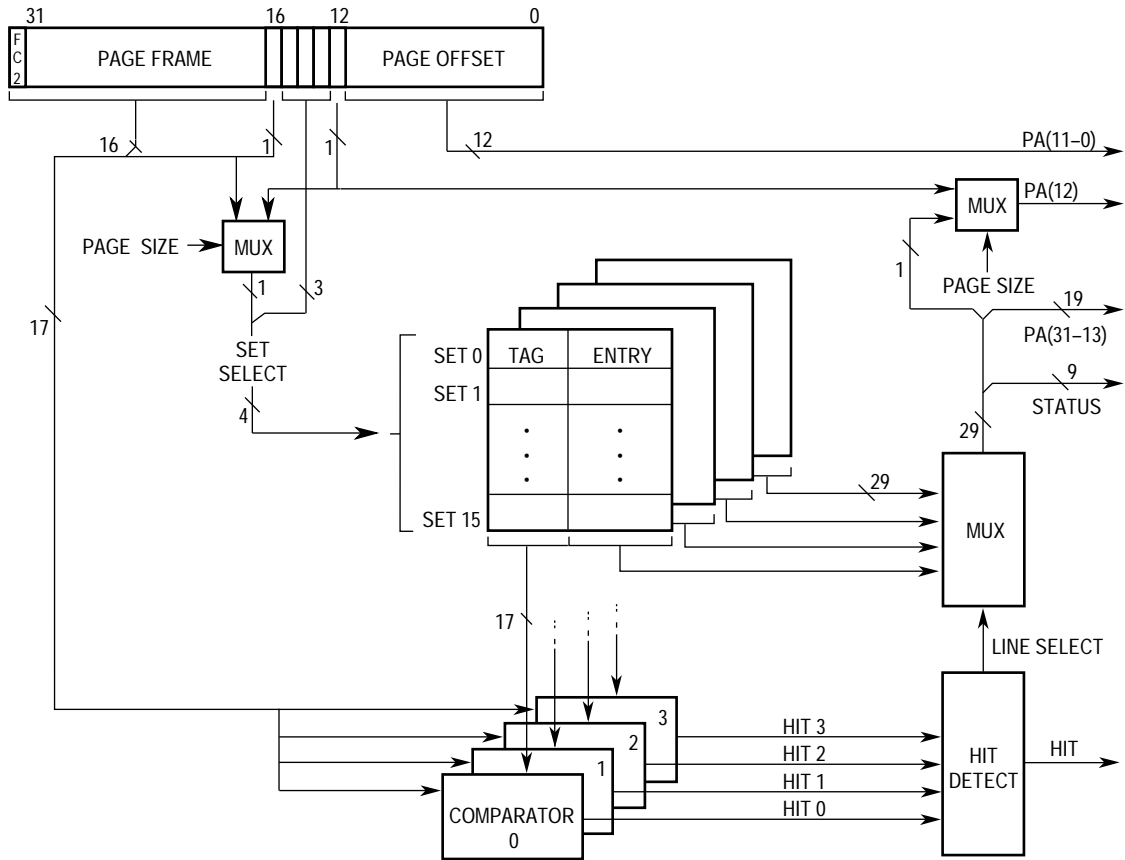 31 16 12 0
F
C
2
PAGE FRAME
PAGE OFFSET
16
1
1
12
PA(11–0)
MUX
PA(12)
PAGE SIZE
MUX
1
3
1
PAGE SIZE
19
PA(31–13)
17
SET
SELECT
SET 0
TAG
ENTRY
SET 1
9
STATUS
4
29
29
SET 15
MUX
17
LINE SELECT
3
2
1
COMPARATOR
0
HIT 3
HIT 2
HIT 1
HIT 0
HIT
DETECT
HIT